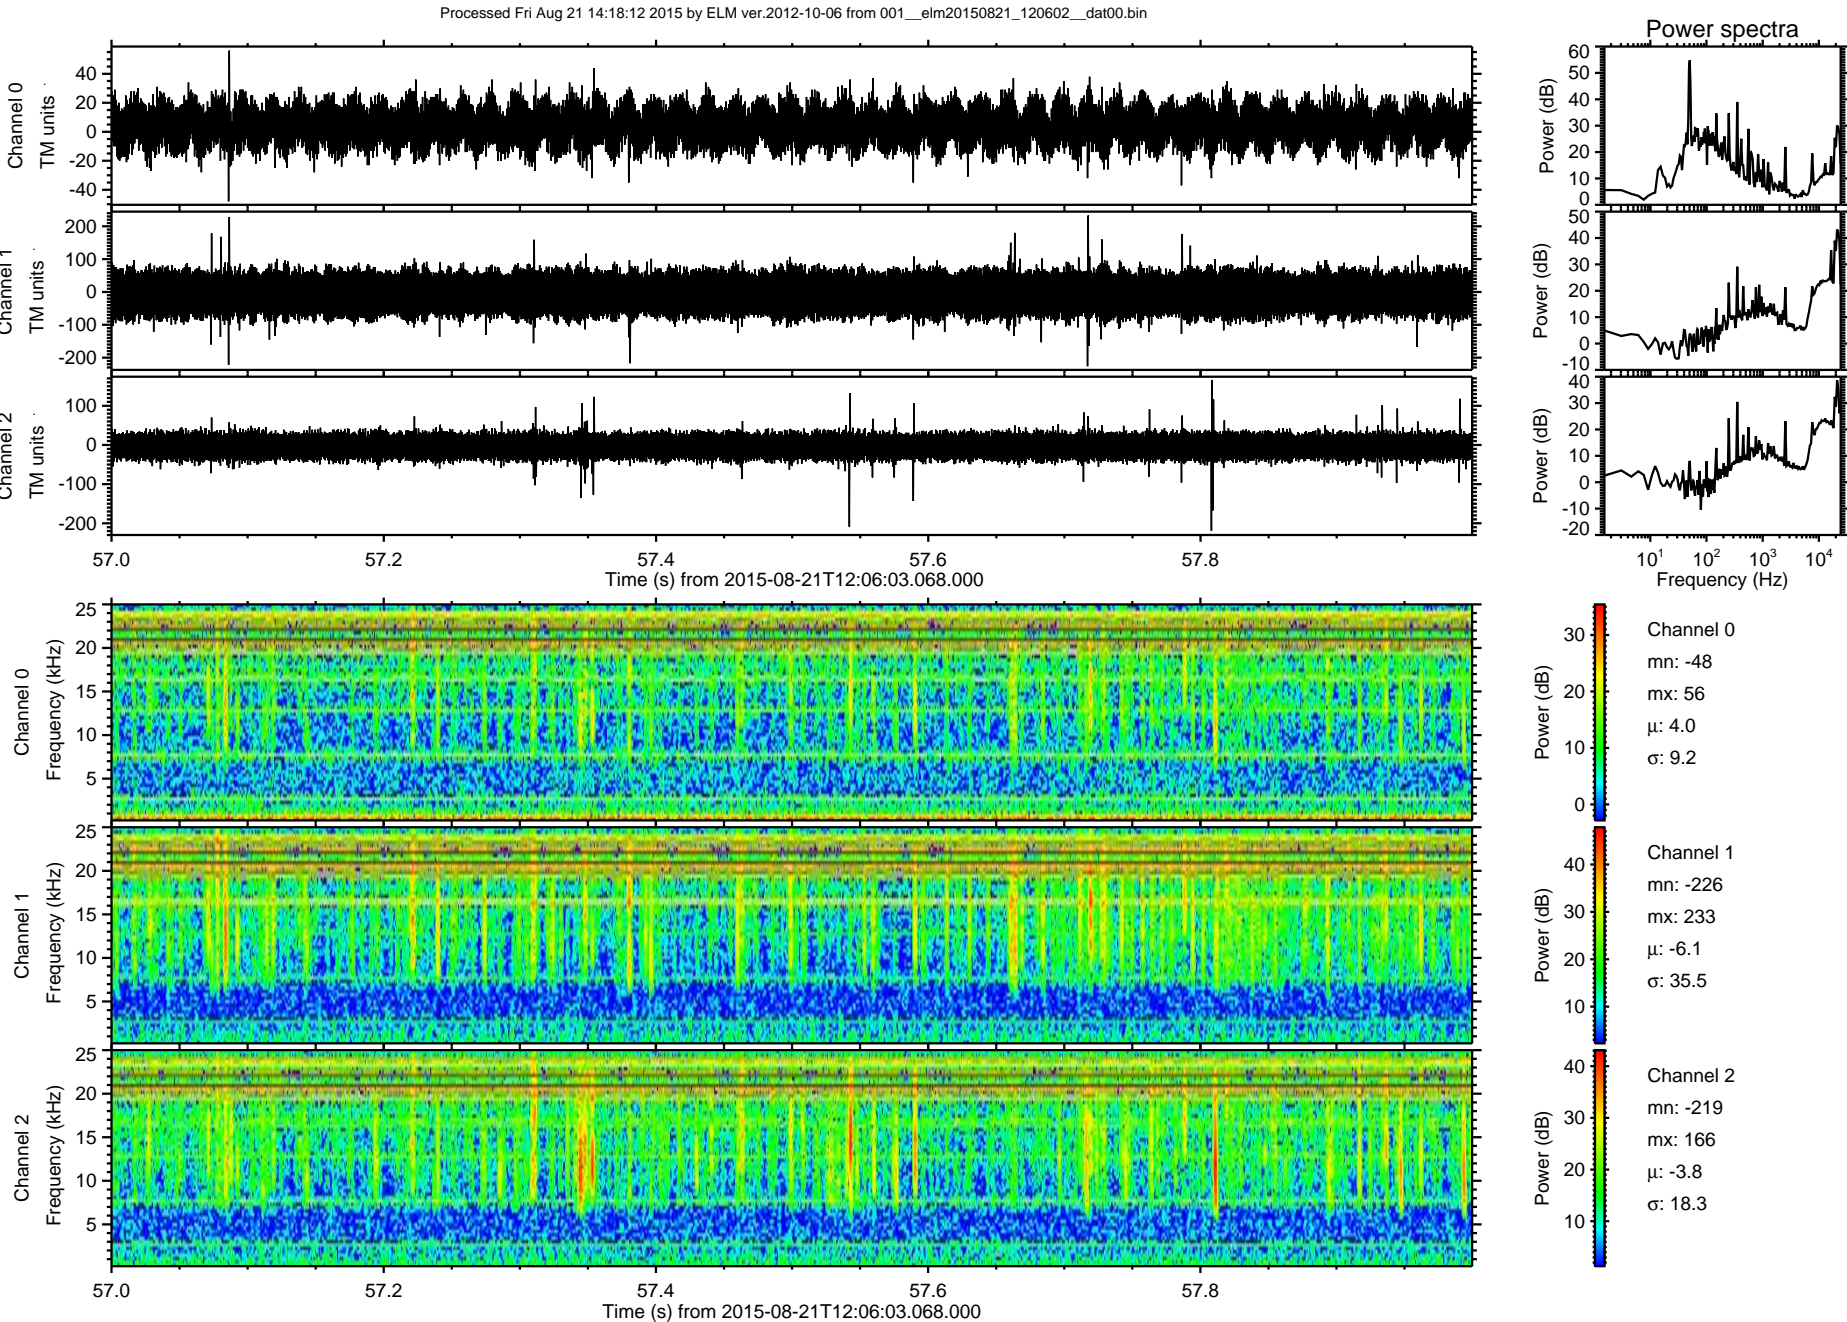 Processed Fri Aug 21 14:18:12 2015 by ELM ver.2012-10-06 from 001__elm20150821_120602__dat00.bin
Power spectra
Channel 0
TM units
40
20
0
-20
-40
Power (dB)
60
50
40
30
20
10
0
Channel 1
TM units
200
100
0
-100
-200
Power (dB)
50
40
30
20
10
0
-10
Channel 2
TM units
100
0
-100
-200
Power (dB)
40
30
20
10
0
-10
-20
57.0 57.2 57.4 57.6 57.8
Time (s) from 2015-08-21T12:06:03.068.000
10¹ 10² 10³ 10⁴
Frequency (Hz)
Channel 0
Frequency (kHz)
25
20
15
10
5
Power (dB)
30
20
10
0
Channel 0
mn: -48
mx: 56
μ: 4.0
σ: 9.2
Channel 1
Frequency (kHz)
25
20
15
10
5
Power (dB)
40
30
20
10
Channel 1
mn: -226
mx: 233
μ: -6.1
σ: 35.5
Channel 2
Frequency (kHz)
25
20
15
10
5
Power (dB)
40
30
20
10
Channel 2
mn: -219
mx: 166
μ: -3.8
σ: 18.3
57.0 57.2 57.4 57.6 57.8
Time (s) from 2015-08-21T12:06:03.068.000